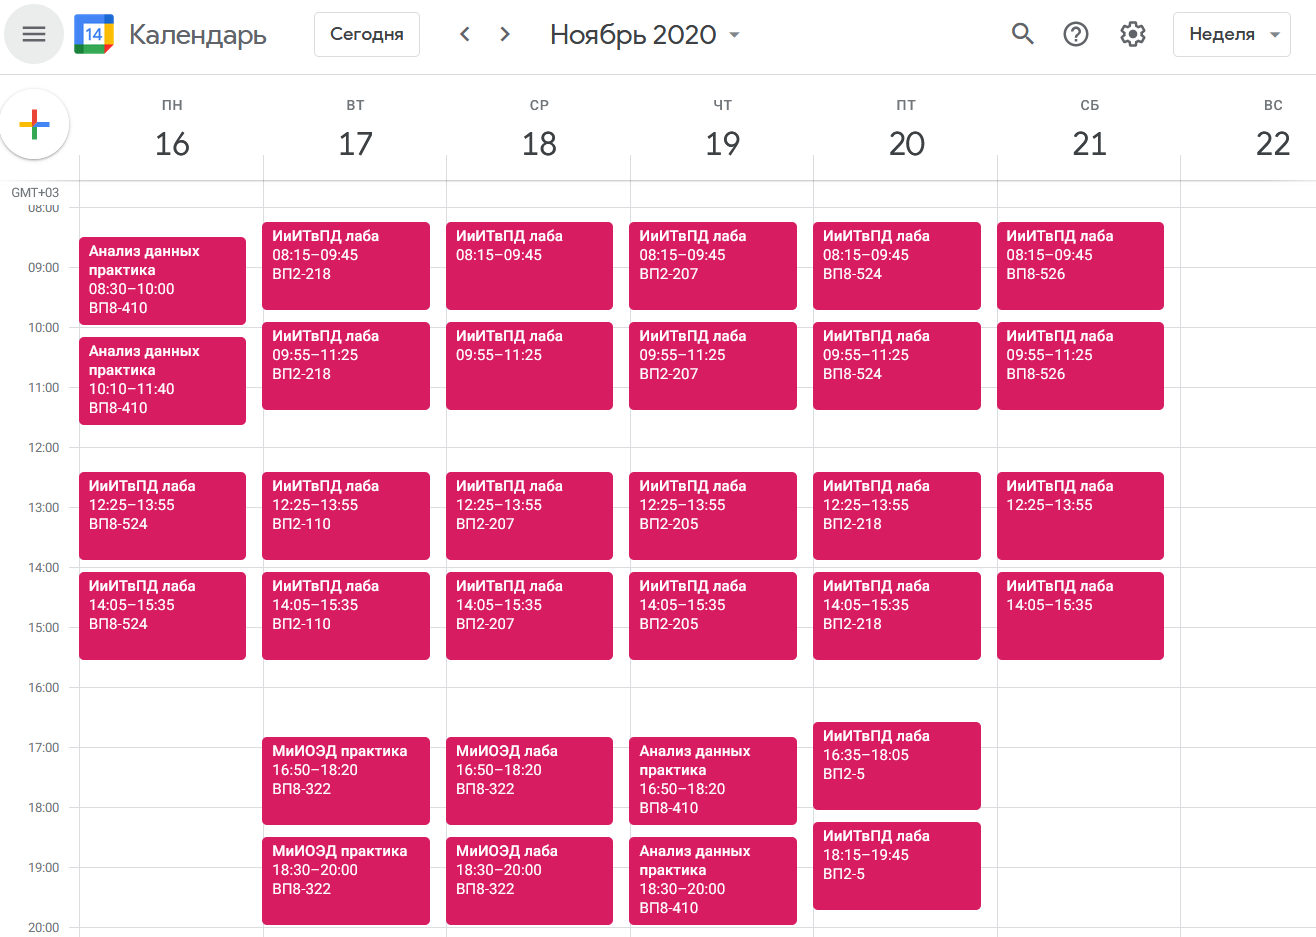 14 Календарь Сегодня Ноябрь 2020 Неделя
ПН ВТ СР ЧТ ПТ СБ ВС
16 17 18 19 20 21 22
GMT+03
08:00
09:00
10:00
11:00
12:00
13:00
14:00
15:00
16:00
17:00
18:00
19:00
20:00
Анализ данных
практика
08:30–10:00
ВП8-410
Анализ данных
практика
10:10–11:40
ВП8-410
ИиИТвПД лаба
12:25–13:55
ВП8-524
ИиИТвПД лаба
14:05–15:35
ВП8-524
ИиИТвПД лаба
08:15–09:45
ВП2-218
ИиИТвПД лаба
09:55–11:25
ВП2-218
ИиИТвПД лаба
12:25–13:55
ВП2-110
ИиИТвПД лаба
14:05–15:35
ВП2-110
МиИОЭД практика
16:50–18:20
ВП8-322
МиИОЭД практика
18:30–20:00
ВП8-322
ИиИТвПД лаба
08:15–09:45
ИиИТвПД лаба
09:55–11:25
ИиИТвПД лаба
12:25–13:55
ВП2-207
ИиИТвПД лаба
14:05–15:35
ВП2-207
МиИОЭД лаба
16:50–18:20
ВП8-322
МиИОЭД лаба
18:30–20:00
ВП8-322
ИиИТвПД лаба
08:15–09:45
ВП2-207
ИиИТвПД лаба
09:55–11:25
ВП2-207
ИиИТвПД лаба
12:25–13:55
ВП2-205
ИиИТвПД лаба
14:05–15:35
ВП2-205
Анализ данных
практика
16:50–18:20
ВП8-410
Анализ данных
практика
18:30–20:00
ВП8-410
ИиИТвПД лаба
08:15–09:45
ВП8-524
ИиИТвПД лаба
09:55–11:25
ВП8-524
ИиИТвПД лаба
12:25–13:55
ВП2-218
ИиИТвПД лаба
14:05–15:35
ВП2-218
ИиИТвПД лаба
16:35–18:05
ВП2-5
ИиИТвПД лаба
18:15–19:45
ВП2-5
ИиИТвПД лаба
08:15–09:45
ВП8-526
ИиИТвПД лаба
09:55–11:25
ВП8-526
ИиИТвПД лаба
12:25–13:55
ИиИТвПД лаба
14:05–15:35